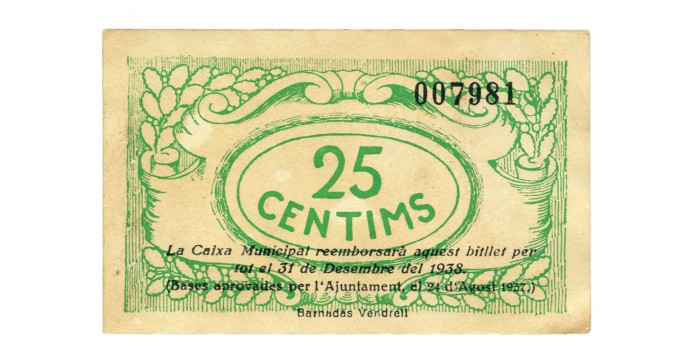 007981
25
CENTIMS
La Caixa Municipal reemborsarà aquest bitllet per
tot el 31 de Desembre del 1938.
(Bases aprovades per l'Ajuntament, el 24 d'Agost 1937.)
Barnadas Vendrell